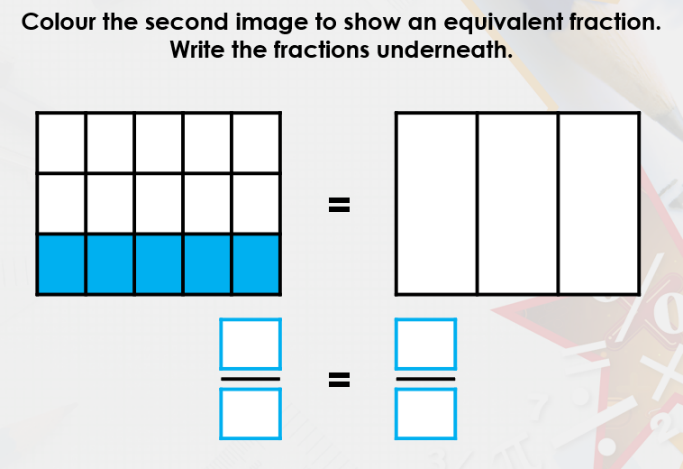 Colour the second image to show an equivalent fraction.
Write the fractions underneath.
=
=